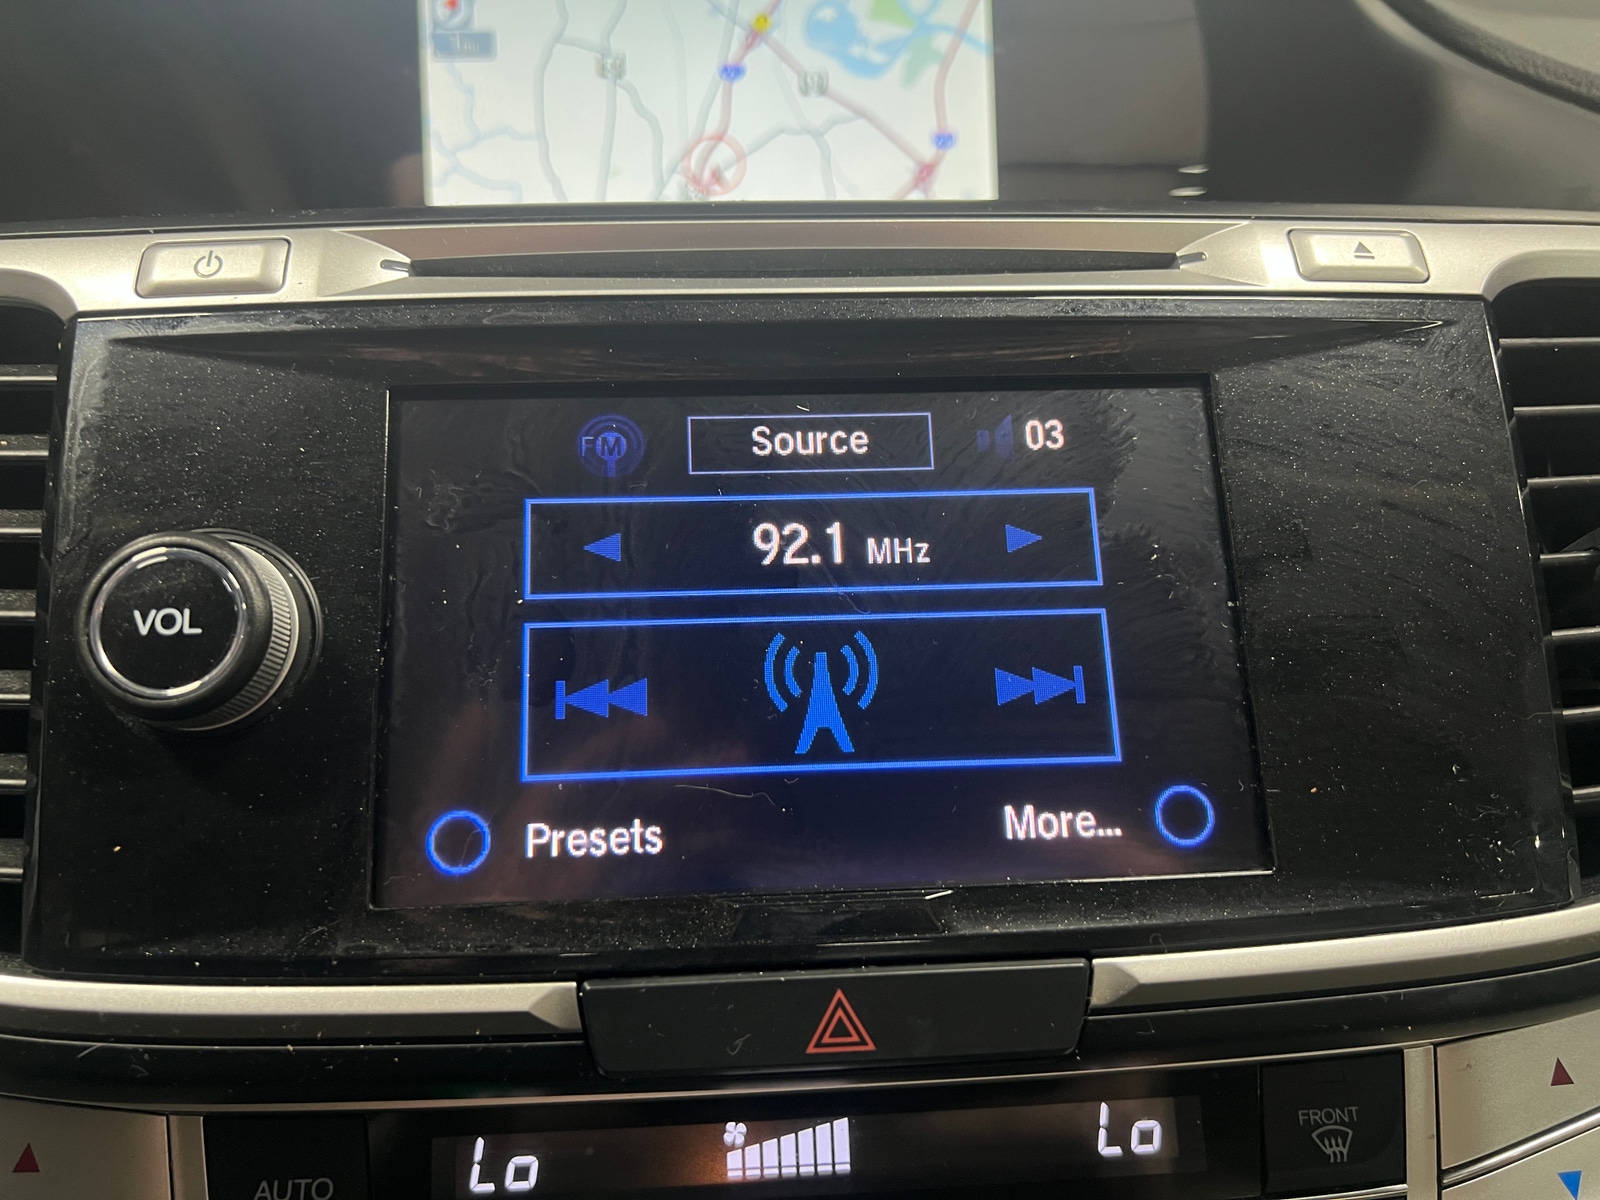 FM
Source
03
92.1 MHz
VOL
Presets
More...
Lo
Lo
FRONT
AUTO